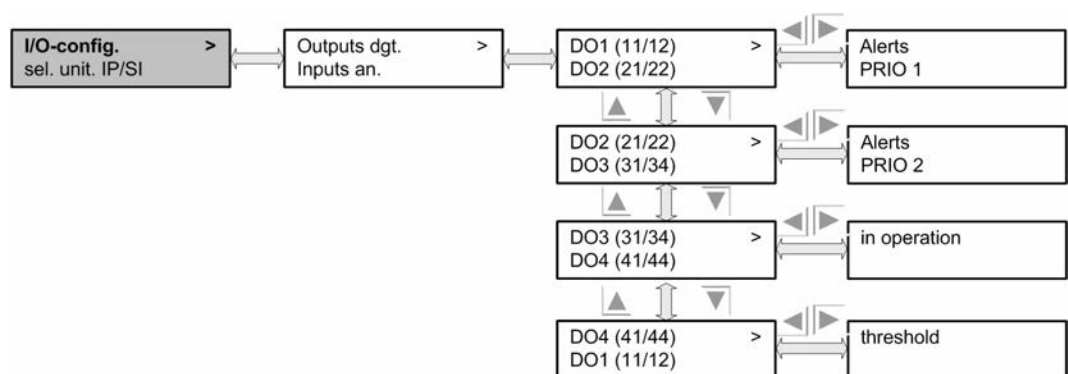 I/O-config. >
sel. unit. IP/SI
Outputs dgt. >
Inputs an.
DO1 (11/12) >
DO2 (21/22)
Alerts
PRIO 1
DO2 (21/22) >
DO3 (31/34)
Alerts
PRIO 2
DO3 (31/34) >
DO4 (41/44)
in operation
DO4 (41/44) >
DO1 (11/12)
threshold